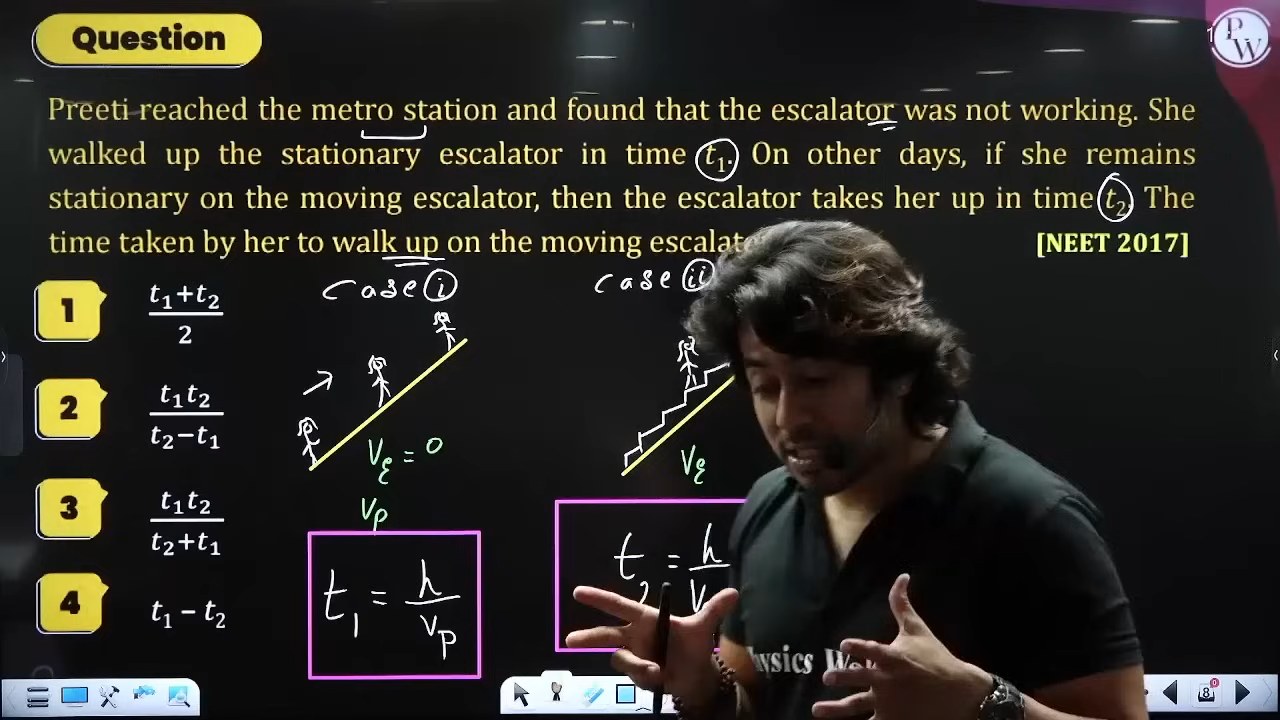 Question
PW
Preeti reached the metro station and found that the escalator was not working. She
walked up the stationary escalator in time t₁. On other days, if she remains
stationary on the moving escalator, then the escalator takes her up in time t₂. The
time taken by her to walk up on the moving
[NEET 2017]
case (i)
case (ii)
1
t₁+t₂
2
2
t₁t₂
t₂−t₁
3
t₁t₂
t₂+t₁
4
t₁ − t₂
Vε = 0
Vp
Vε
t₁ = h
Vp
t₂ = h
V
8